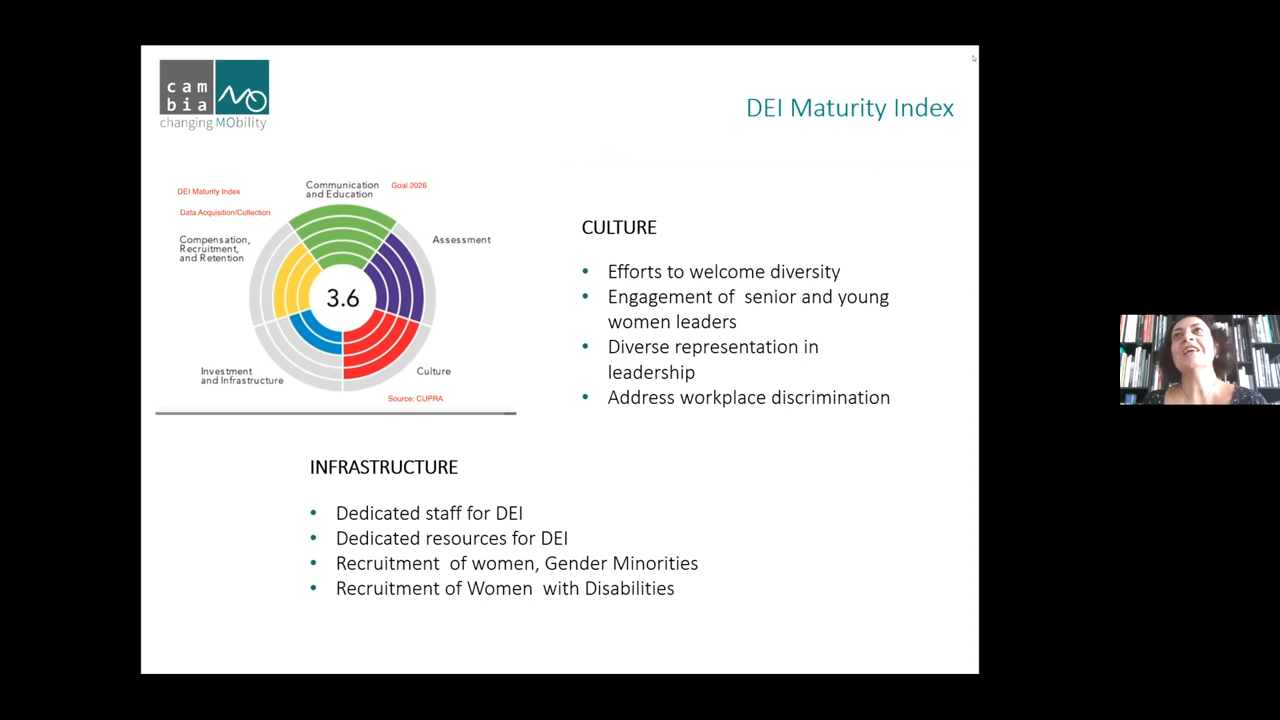 cam
bia
changing MObility
DEI Maturity Index
DEI Maturity Index
Data Acquisition/Collection
Communication
and Education
Goal 2026
Compensation,
Recruitment,
and Retention
Assessment
3.6
Investment
and Infrastructure
Culture
Source; CUPRA
CULTURE
• Efforts to welcome diversity
• Engagement of senior and young
women leaders
• Diverse representation in
leadership
• Address workplace discrimination
INFRASTRUCTURE
• Dedicated staff for DEI
• Dedicated resources for DEI
• Recruitment of women, Gender Minorities
• Recruitment of Women with Disabilities